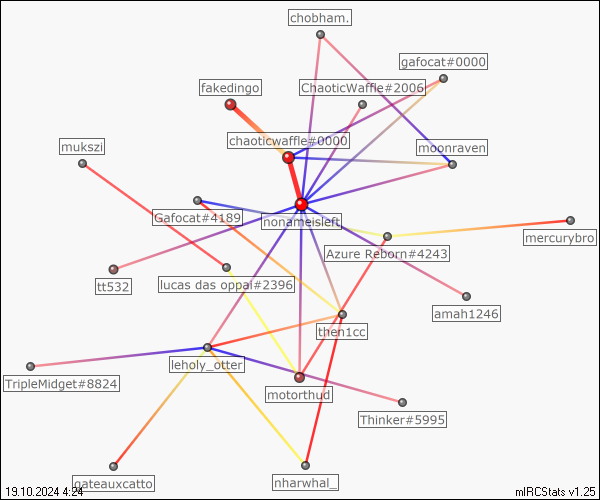 chobham.
gafocat#0000
fakedingo
ChaoticWaffle#2006
chaoticwaffle#0000
mukszi
moonraven
Gafocat#4189
nonameisleft
mercurybro
Azure Reborn#4243
tt532
lucas das oppai#2396
amah1246
then1cc
leholy_otter
TripleMidget#8824
motorthud
Thinker#5995
gateauxcatto
nharwhal_
19.10.2024 4:24
mIRCStats v1.25